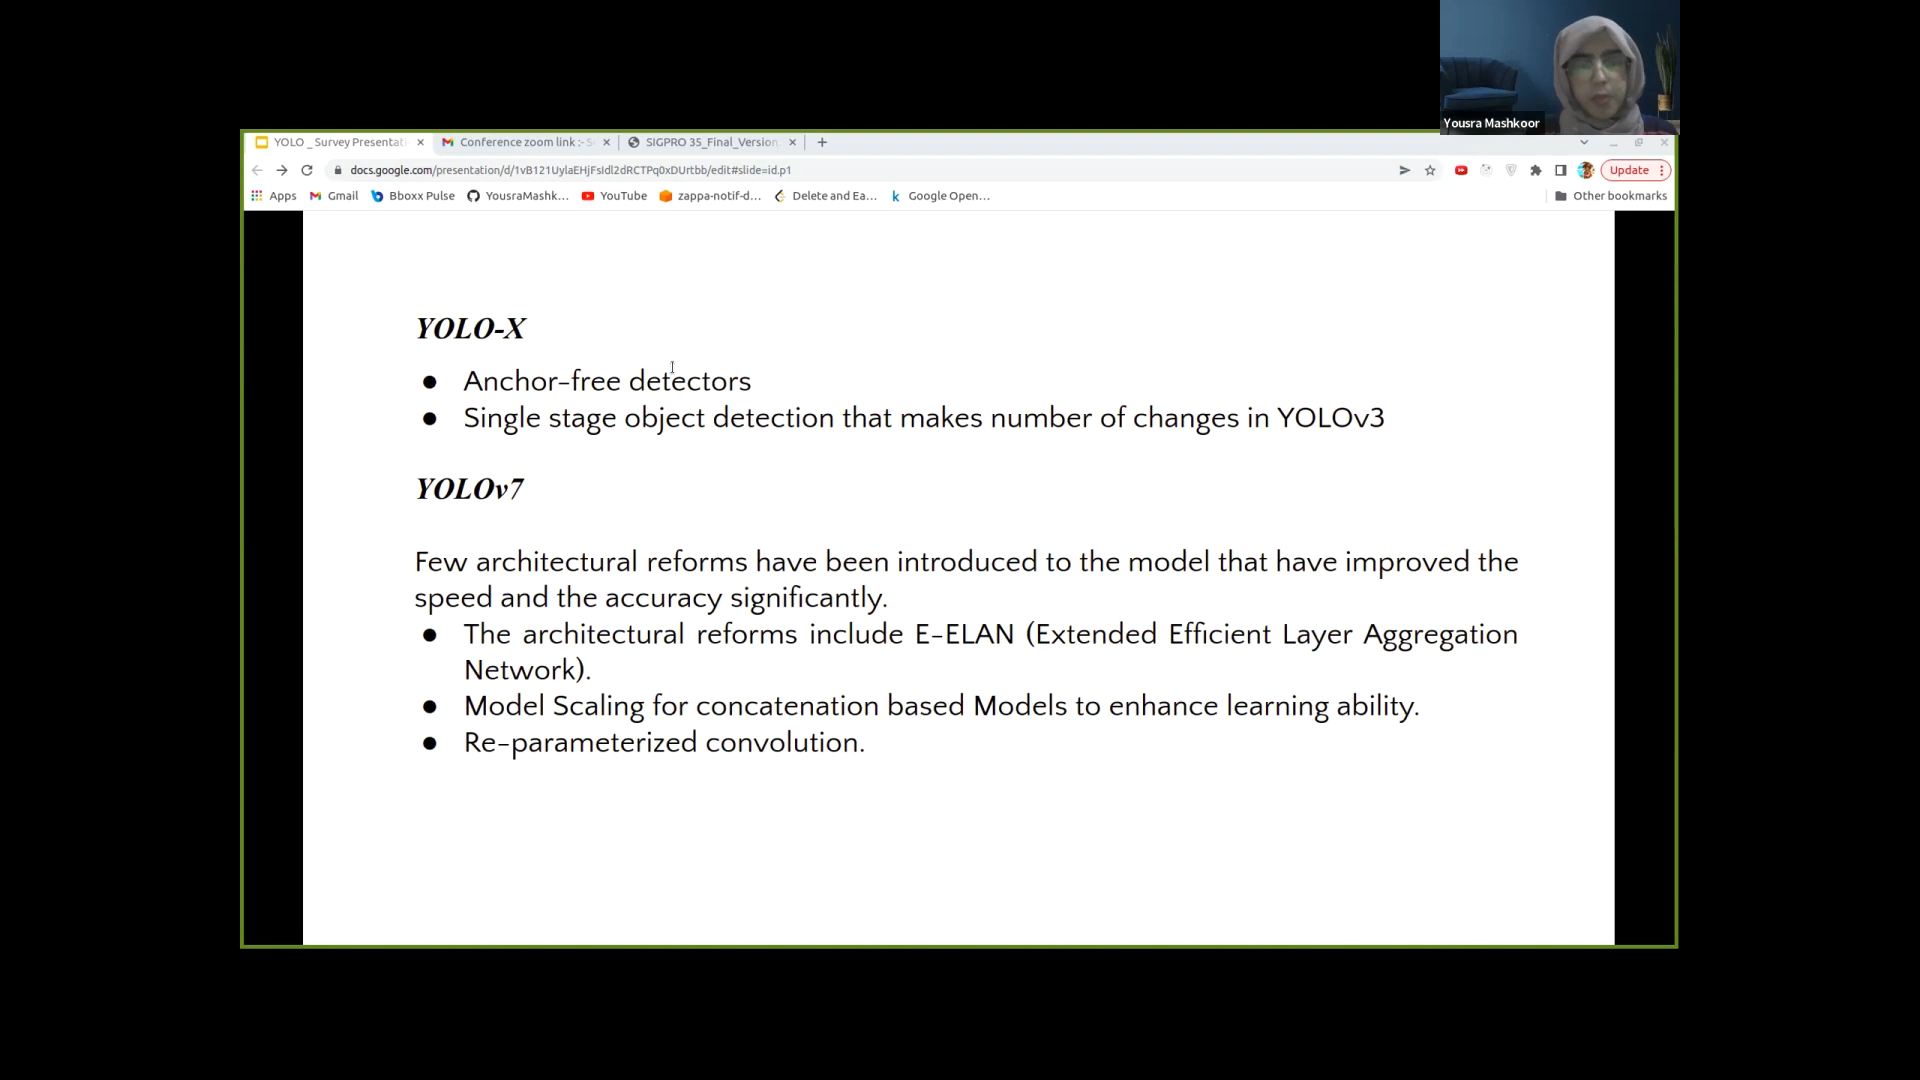 Yousra Mashkoor
YOLO _ Survey Presentati
Conference zoom link :- S
SIGPRO 35_Final_Version
docs.google.com/presentation/d/1vB121UylaEHjFsIdl2dRCTPq0xDUrtbb/edit#slide=id.p1
Update
Apps
Gmail
Bboxx Pulse
YousraMashk...
YouTube
zappa-notif-d...
Delete and Ea...
Google Open...
Other bookmarks
YOLO-X
● Anchor-free detectors
● Single stage object detection that makes number of changes in YOLOv3
YOLOv7
Few architectural reforms have been introduced to the model that have improved the
speed and the accuracy significantly.
● The architectural reforms include E-ELAN (Extended Efficient Layer Aggregation
Network).
● Model Scaling for concatenation based Models to enhance learning ability.
● Re-parameterized convolution.